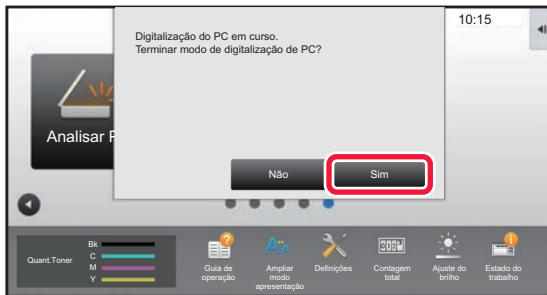 10:15
Digitalização do PC em curso.
Terminar modo de digitalização de PC?
Analisar
Não
Sim
Quant.Toner
Bk
C
M
Y
Guia de
operação
Ampliar
modo
apresentação
Definições
Contagem
total
Ajuste do
brilho
Estado do
trabalho